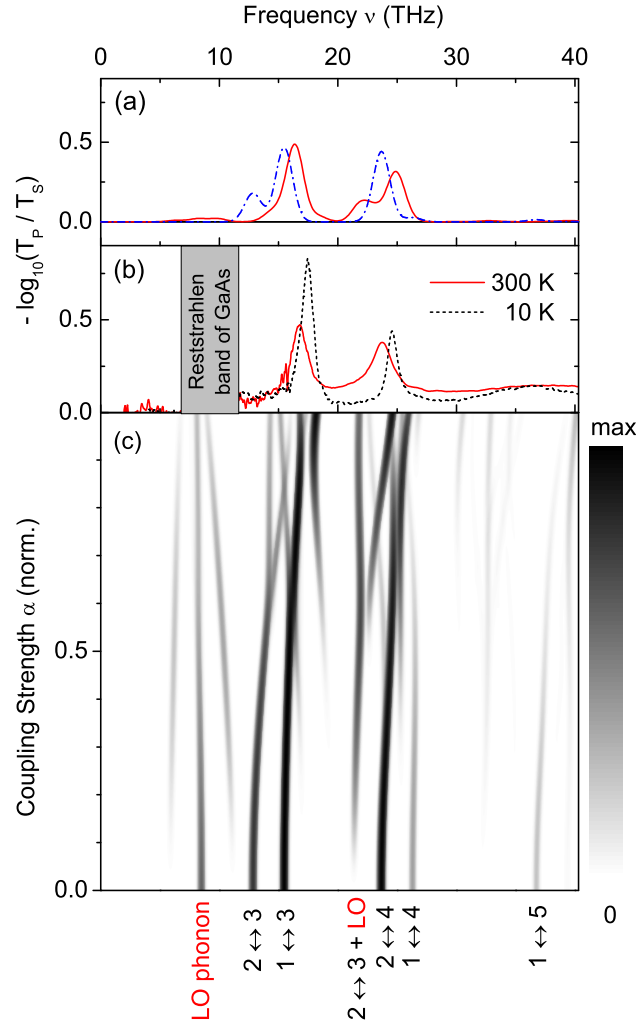 Frequency ν (THz)
0 10 20 30 40
(a)
0.5
0.0
- log₁₀(T_P / T_S)
(b)
Reststrahlen
band of GaAs
300 K
10 K
0.5
0.0
(c)
max
Coupling Strength α (norm.)
0.5
0.0
0
LO phonon
2 ↔ 3
1 ↔ 3
2 ↔ 3 + LO
2 ↔ 4
1 ↔ 4
1 ↔ 5